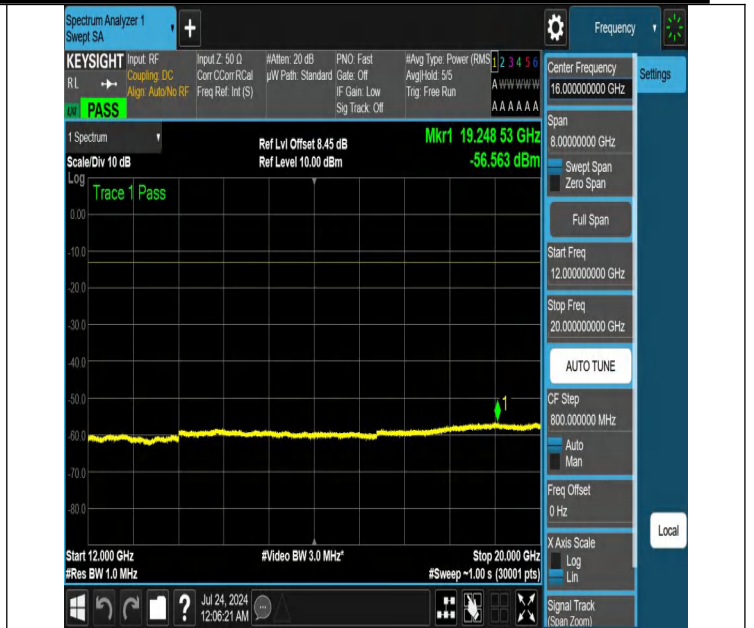 Spectrum Analyzer 1
Swept SA
+
Frequency
KEYSIGHT
RL
PASS
Input: RF
Coupling: DC
Align: Auto/No RF
Input Z: 50 Ω
Corr CCorr RCal
Freq Ref: Int (S)
#Atten: 20 dB
µW Path: Standard
PNO: Fast
Gate: Off
IF Gain: Low
Sig Track: Off
#Avg Type: Power (RMS
Avg|Hold: 5/5
Trig: Free Run
1 2 3 4 5 6
A W W W W W
A A A A A A
Center Frequency
16.000000000 GHz
Settings
Span
8.00000000 GHz
Swept Span
Zero Span
Full Span
Start Freq
12.000000000 GHz
Stop Freq
20.000000000 GHz
AUTO TUNE
CF Step
800.000000 MHz
Auto
Man
Freq Offset
0 Hz
X Axis Scale
Log
Lin
Signal Track
(Span Zoom)
Local
1 Spectrum
Scale/Div 10 dB
Log
Ref Lvl Offset 8.45 dB
Ref Level 10.00 dBm
Mkr1 19.248 53 GHz
-56.563 dBm
Trace 1 Pass
0.00
-10.0
-20.0
-30.0
-40.0
-50.0
-60.0
-70.0
-80.0
1
Start 12.000 GHz
#Res BW 1.0 MHz
#Video BW 3.0 MHz*
Stop 20.000 GHz
#Sweep ~1.00 s (30001 pts)
?
Jul 24, 2024
12:06:21 AM